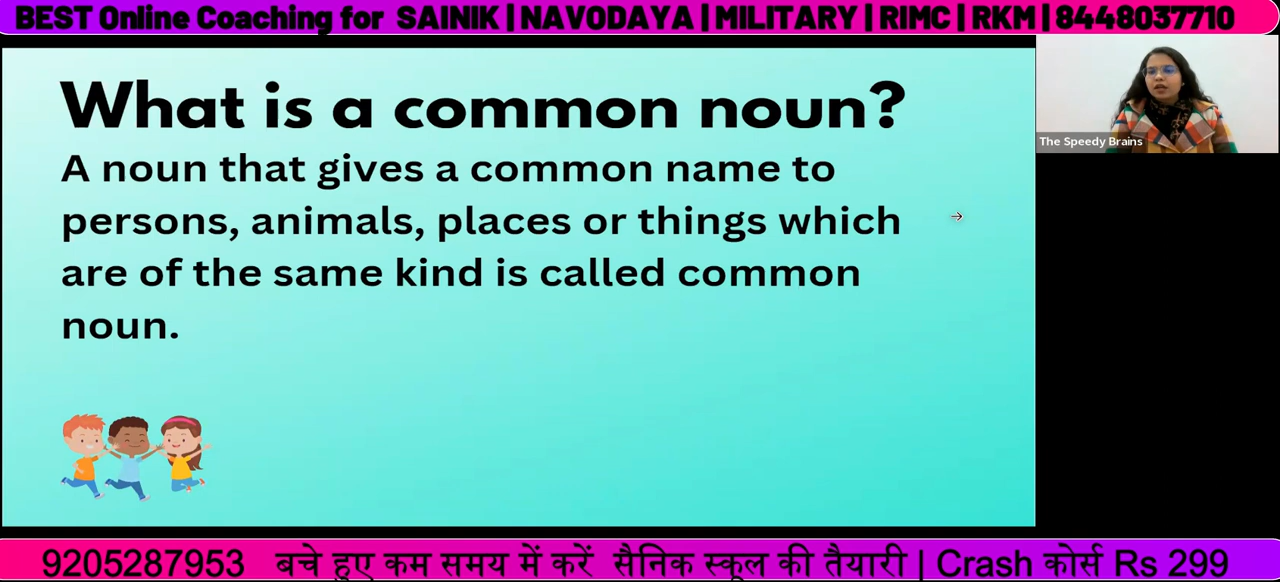 BEST Online Coaching for SAINIK | NAVODAYA | MILITARY | RIMC | RKM | 8448037710
What is a common noun?
A noun that gives a common name to
persons, animals, places or things which
are of the same kind is called common
noun.
The Speedy Brains
9205287953 बचे हुए कम समय में करें सैनिक स्कूल की तैयारी | Crash कोर्स Rs 299